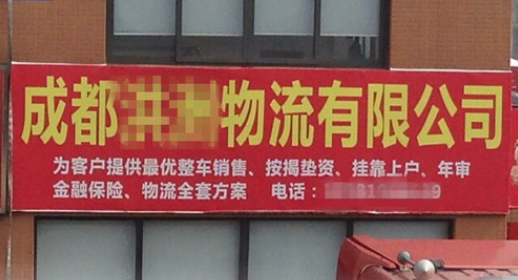 成都物流有限公司
为客户提供最优整车销售、按揭垫资、挂靠上户、年审
金融保险、物流全套方案 电话：